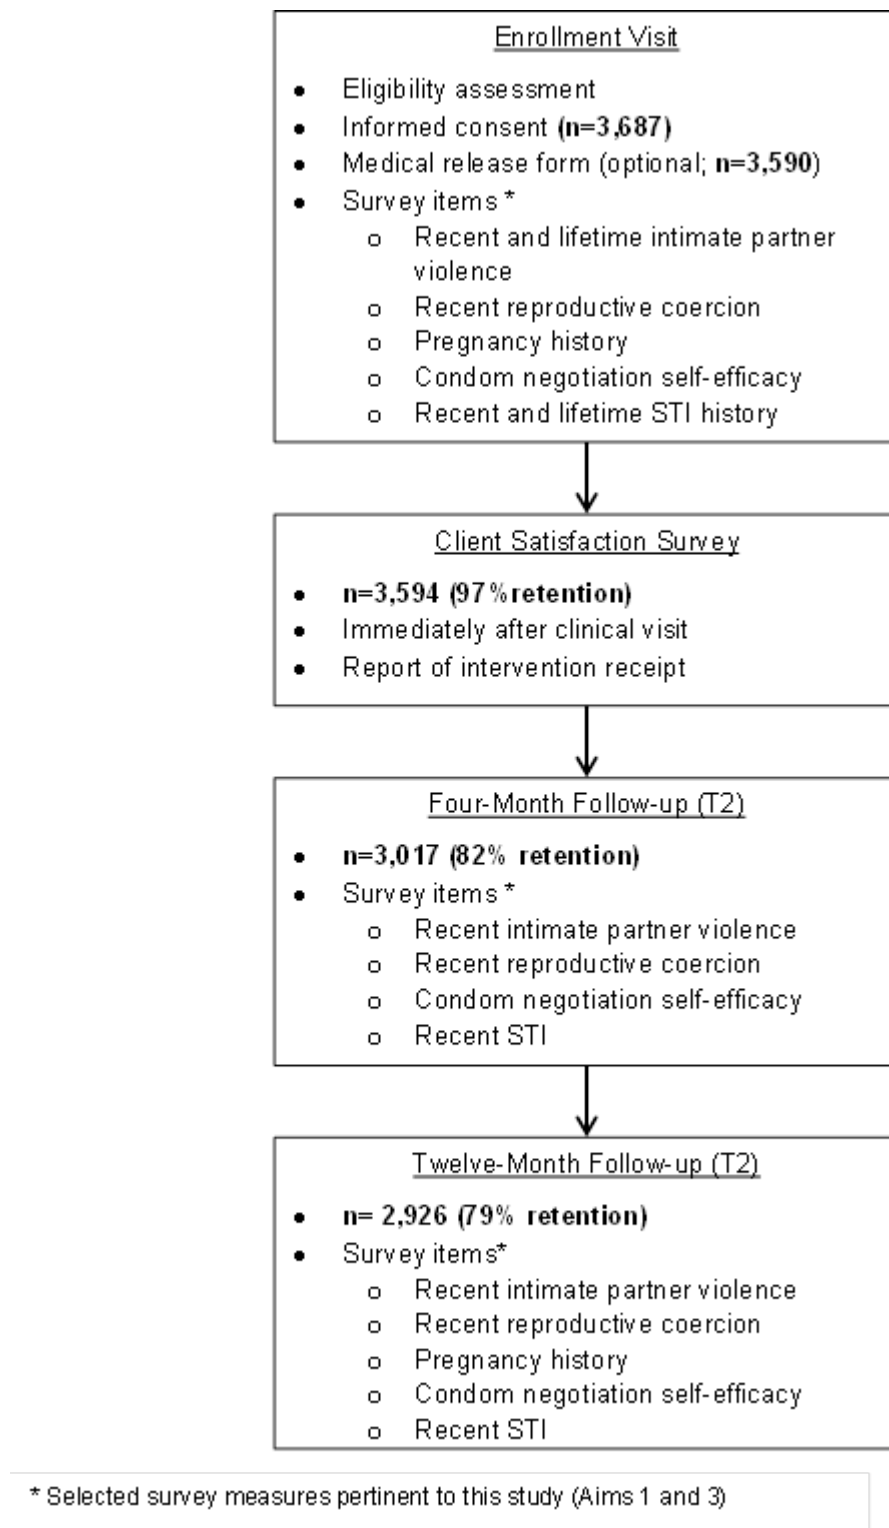 Enrollment Visit
● Eligibility assessment
● Informed consent (n=3,687)
● Medical release form (optional; n=3,590)
● Survey items *
o Recent and lifetime intimate partner
violence
o Recent reproductive coercion
o Pregnancy history
o Condom negotiation self-efficacy
o Recent and lifetime STI history
Client Satisfaction Survey
● n=3,594 (97%retention)
● Immediately after clinical visit
● Report of intervention receipt
Four-Month Follow-up (T2)
● n=3,017 (82% retention)
● Survey items *
o Recent intimate partner violence
o Recent reproductive coercion
o Condom negotiation self-efficacy
o Recent STI
Twelve-Month Follow-up (T2)
● n= 2,926 (79% retention)
● Survey items*
o Recent intimate partner violence
o Recent reproductive coercion
o Pregnancy history
o Condom negotiation self-efficacy
o Recent STI
* Selected survey measures pertinent to this study (Aims 1 and 3)